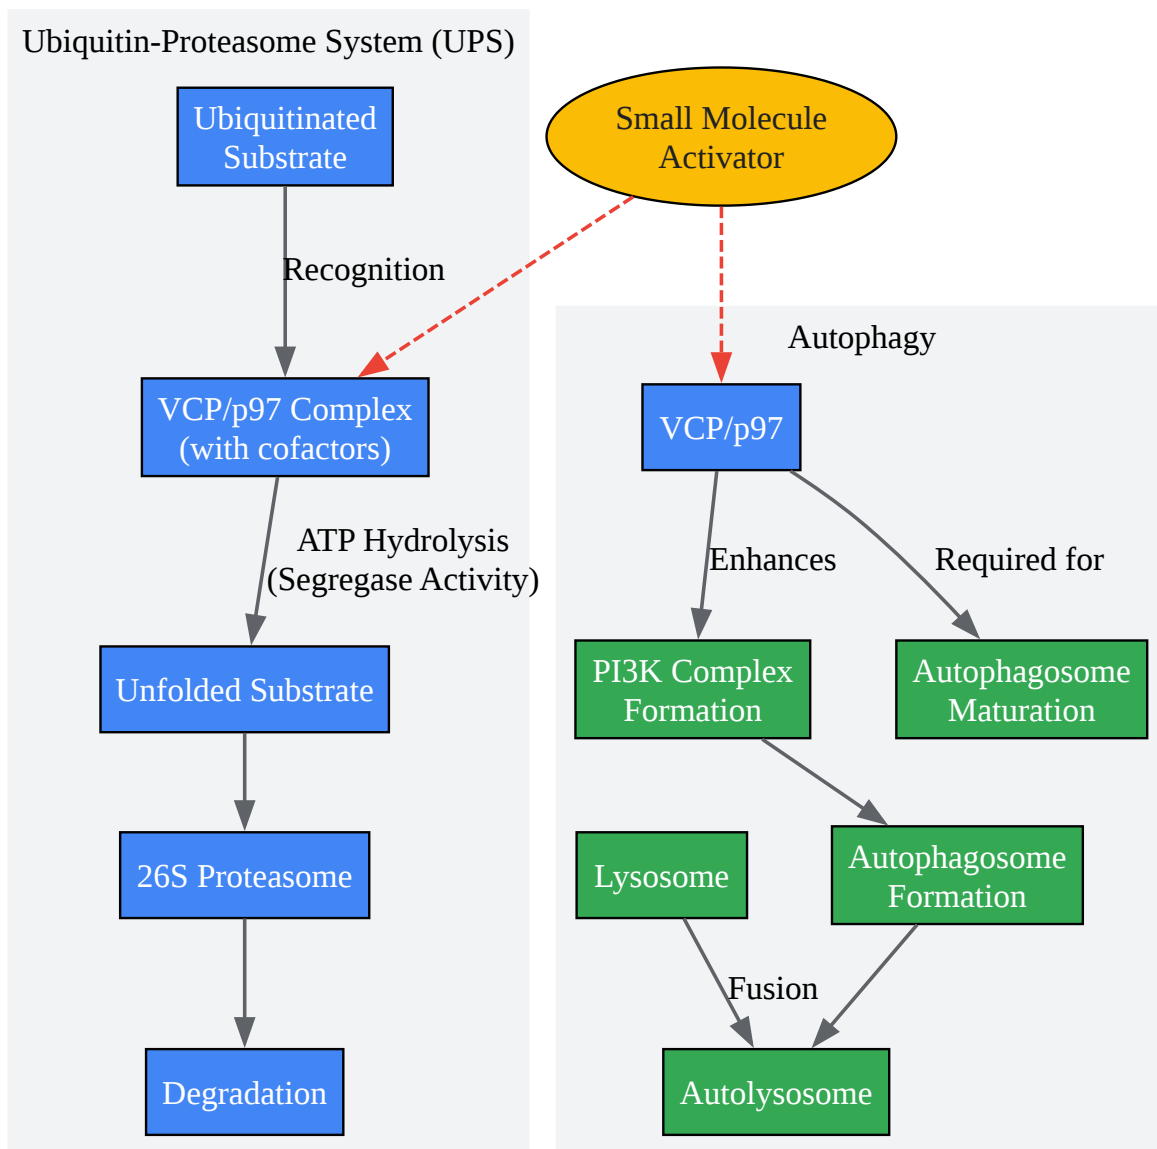 Ubiquitin-Proteasome System (UPS)
Ubiquitinated
Substrate
Recognition
VCP/p97 Complex
(with cofactors)
ATP Hydrolysis
(Segregase Activity)
Unfolded Substrate
26S Proteasome
Degradation
Small Molecule
Activator
Autophagy
VCP/p97
Enhances
Required for
PI3K Complex
Formation
Autophagosome
Maturation
Lysosome
Autophagosome
Formation
Fusion
Autolysosome